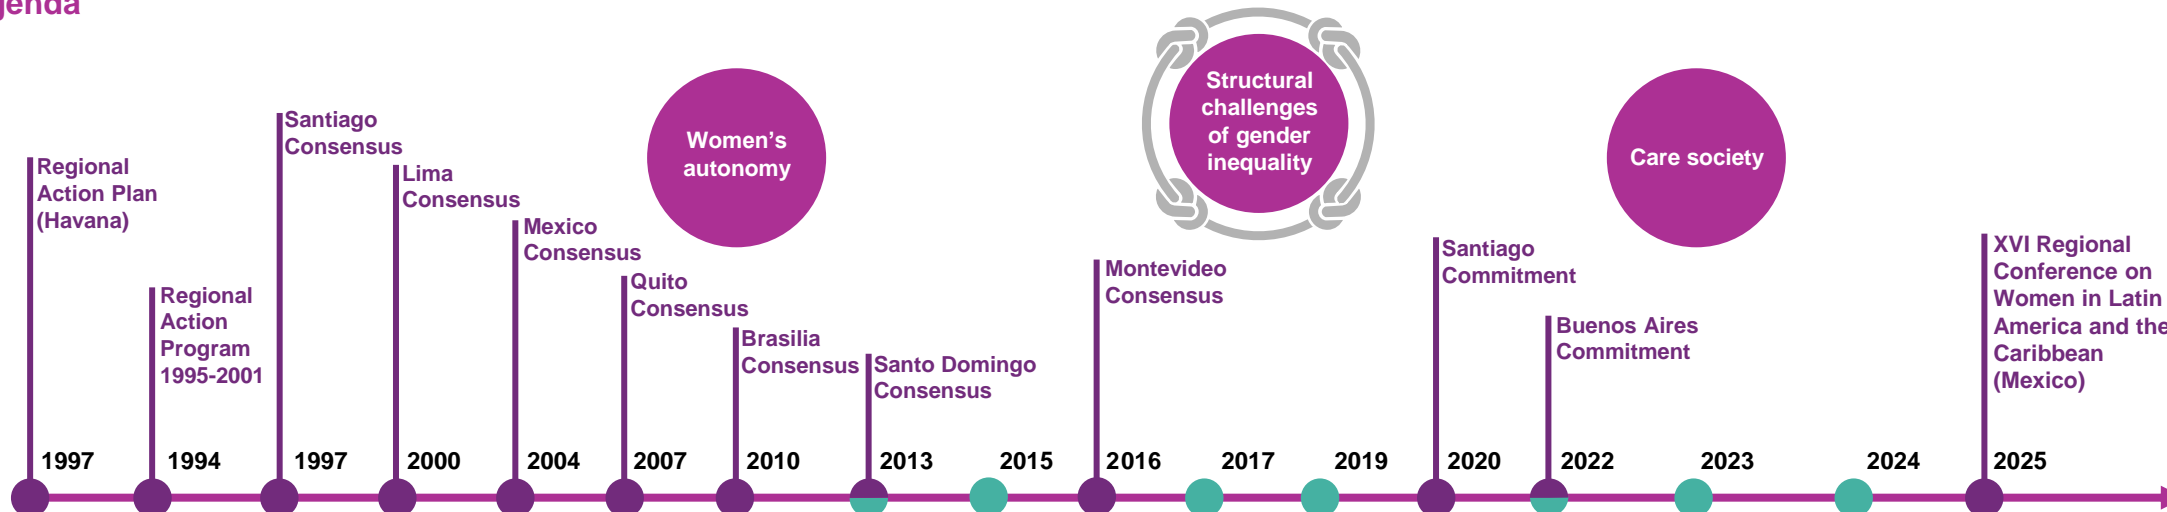 genda
Regional
Action Plan
(Havana)
Regional
Action
Program
1995-2001
Santiago
Consensus
Lima
Consensus
Mexico
Consensus
Quito
Consensus
Women's
autonomy
Brasilia
Consensus
Santo Domingo
Consensus
Montevideo
Consensus
Structural
challenges
of gender
inequality
Santiago
Commitment
Buenos Aires
Commitment
Care society
XVI Regional
Conference on
Women in Latin
America and the
Caribbean
(Mexico)
1997 1994 1997 2000 2004 2007 2010 2013 2015 2016 2017 2019 2020 2022 2023 2024 2025